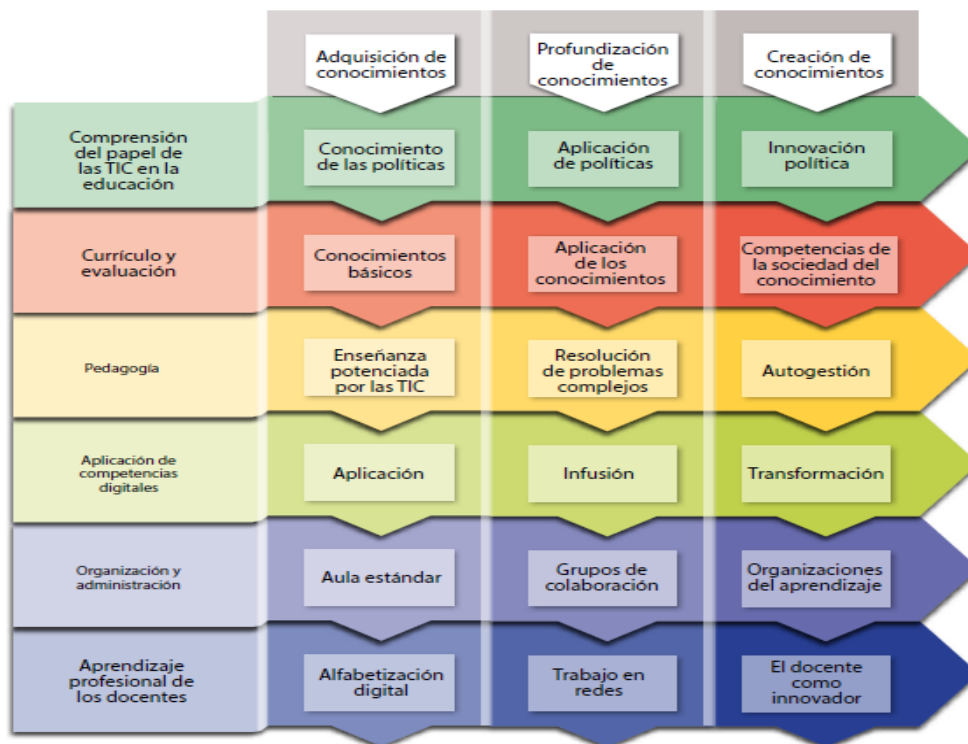 Adquisición de
conocimientos
Profundización
de
conocimientos
Creación de
conocimientos
Comprensión
del papel de
las TIC en la
educación
Conocimiento
de las políticas
Aplicación
de políticas
Innovación
política
Currículo y
evaluación
Conocimientos
básicos
Aplicación
de los
conocimientos
Competencias de
la sociedad del
conocimiento
Pedagogía
Enseñanza
potenciada
por las TIC
Resolución
de problemas
complejos
Autogestión
Aplicación de
competencias
digitales
Aplicación
Infusión
Transformación
Organización y
administración
Aula estándar
Grupos de
colaboración
Organizaciones
del aprendizaje
Aprendizaje
profesional de
los docentes
Alfabetización
digital
Trabajo en
redes
El docente
como
innovador